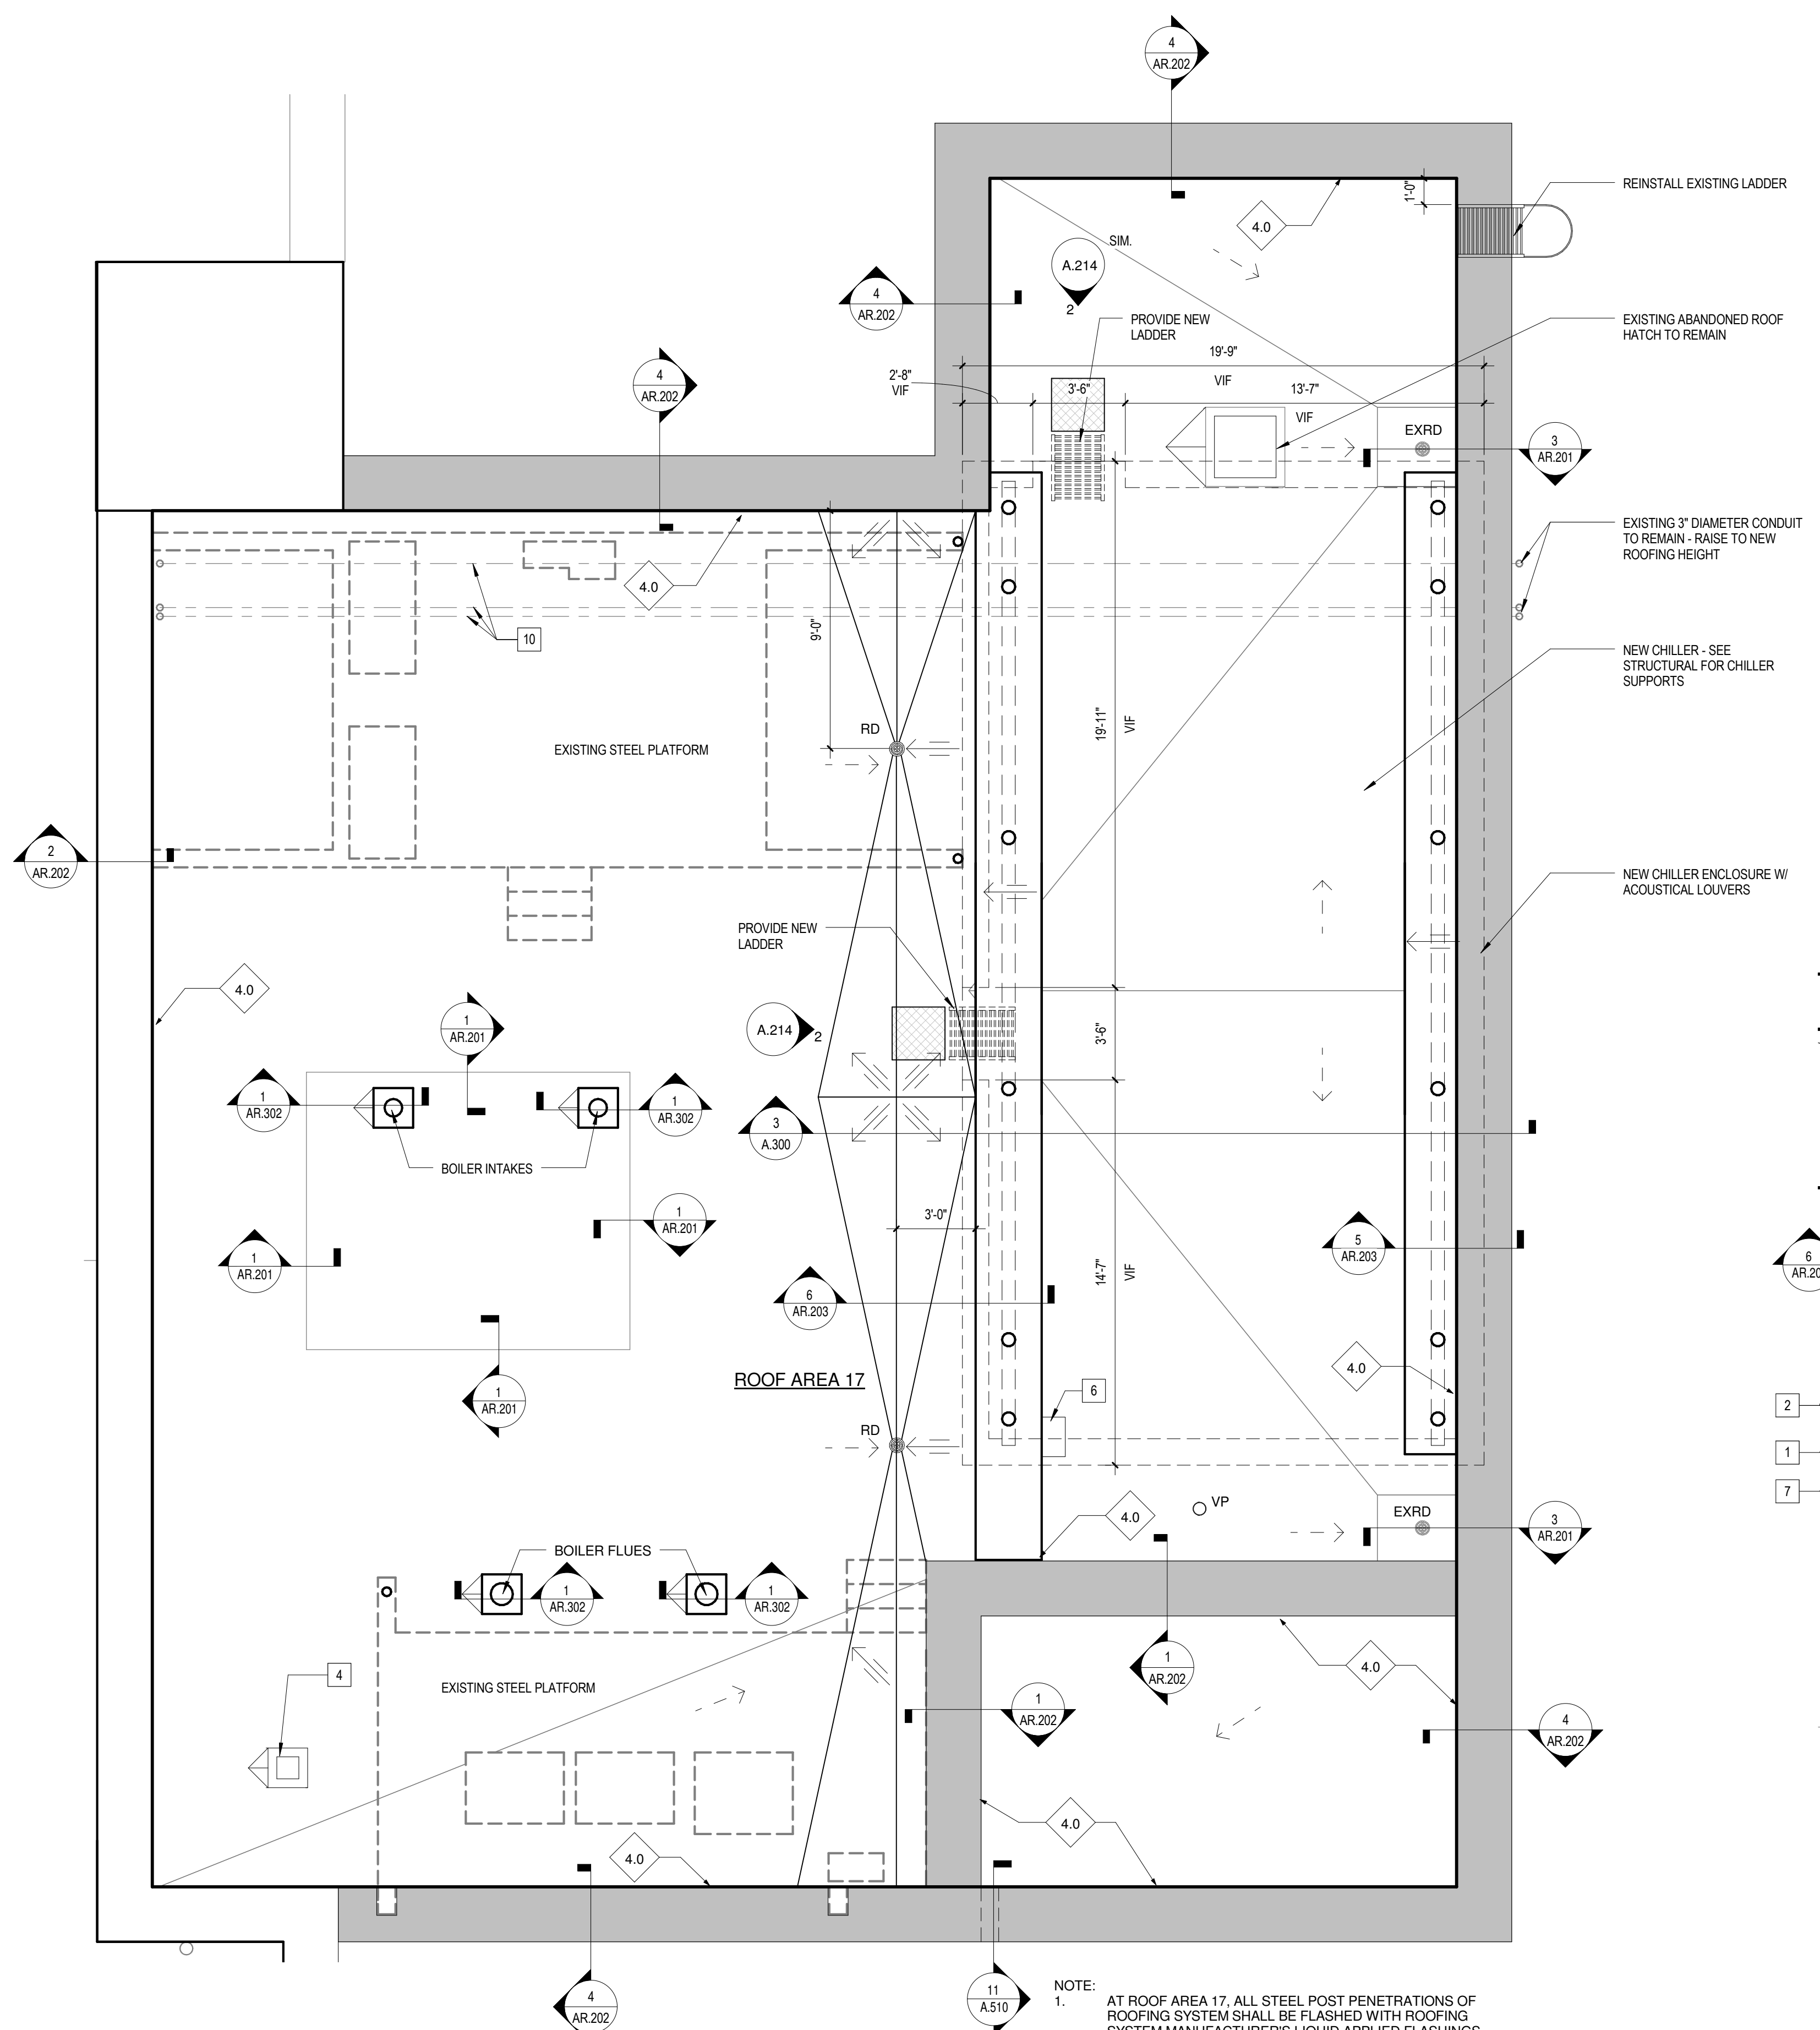 4
AR.202
REINSTALL EXISTING LADDER
1'-0"
4.0
SIM.
A.214
2
4
AR.202
PROVIDE NEW
LADDER
EXISTING ABANDONED ROOF
HATCH TO REMAIN
19'-9"
VIF
4
AR.202
2'-8"
VIF
3'-6"
13'-7"
VIF
EXRD
3
AR.201
EXISTING 3" DIAMETER CONDUIT
TO REMAIN - RAISE TO NEW
ROOFING HEIGHT
4.0
10
9'-0"
NEW CHILLER - SEE
STRUCTURAL FOR CHILLER
SUPPORTS
19'-11"
VIF
RD
EXISTING STEEL PLATFORM
2
AR.202
NEW CHILLER ENCLOSURE W/
ACOUSTICAL LOUVERS
PROVIDE NEW
LADDER
4.0
1
AR.201
A.214
2
3'-6"
1
AR.302
1
AR.302
3
A.300
BOILER INTAKES
1
AR.201
3'-0"
1
AR.201
5
AR.203
14'-7"
VIF
6
AR.203
6
ROOF AREA 17
4.0
6
1
AR.201
2
RD
1
7
VP
4.0
EXRD
3
AR.201
BOILER FLUES
1
AR.302
1
AR.302
4
EXISTING STEEL PLATFORM
1
AR.202
4.0
1
AR.202
4
AR.202
4.0
4.0
4
AR.202
11
A.510
NOTE:
1. AT ROOF AREA 17, ALL STEEL POST PENETRATIONS OF
ROOFING SYSTEM SHALL BE FLASHED WITH ROOFING
SYSTEM MANUFACTURER'S LIQUID APPLIED FLASHINGS